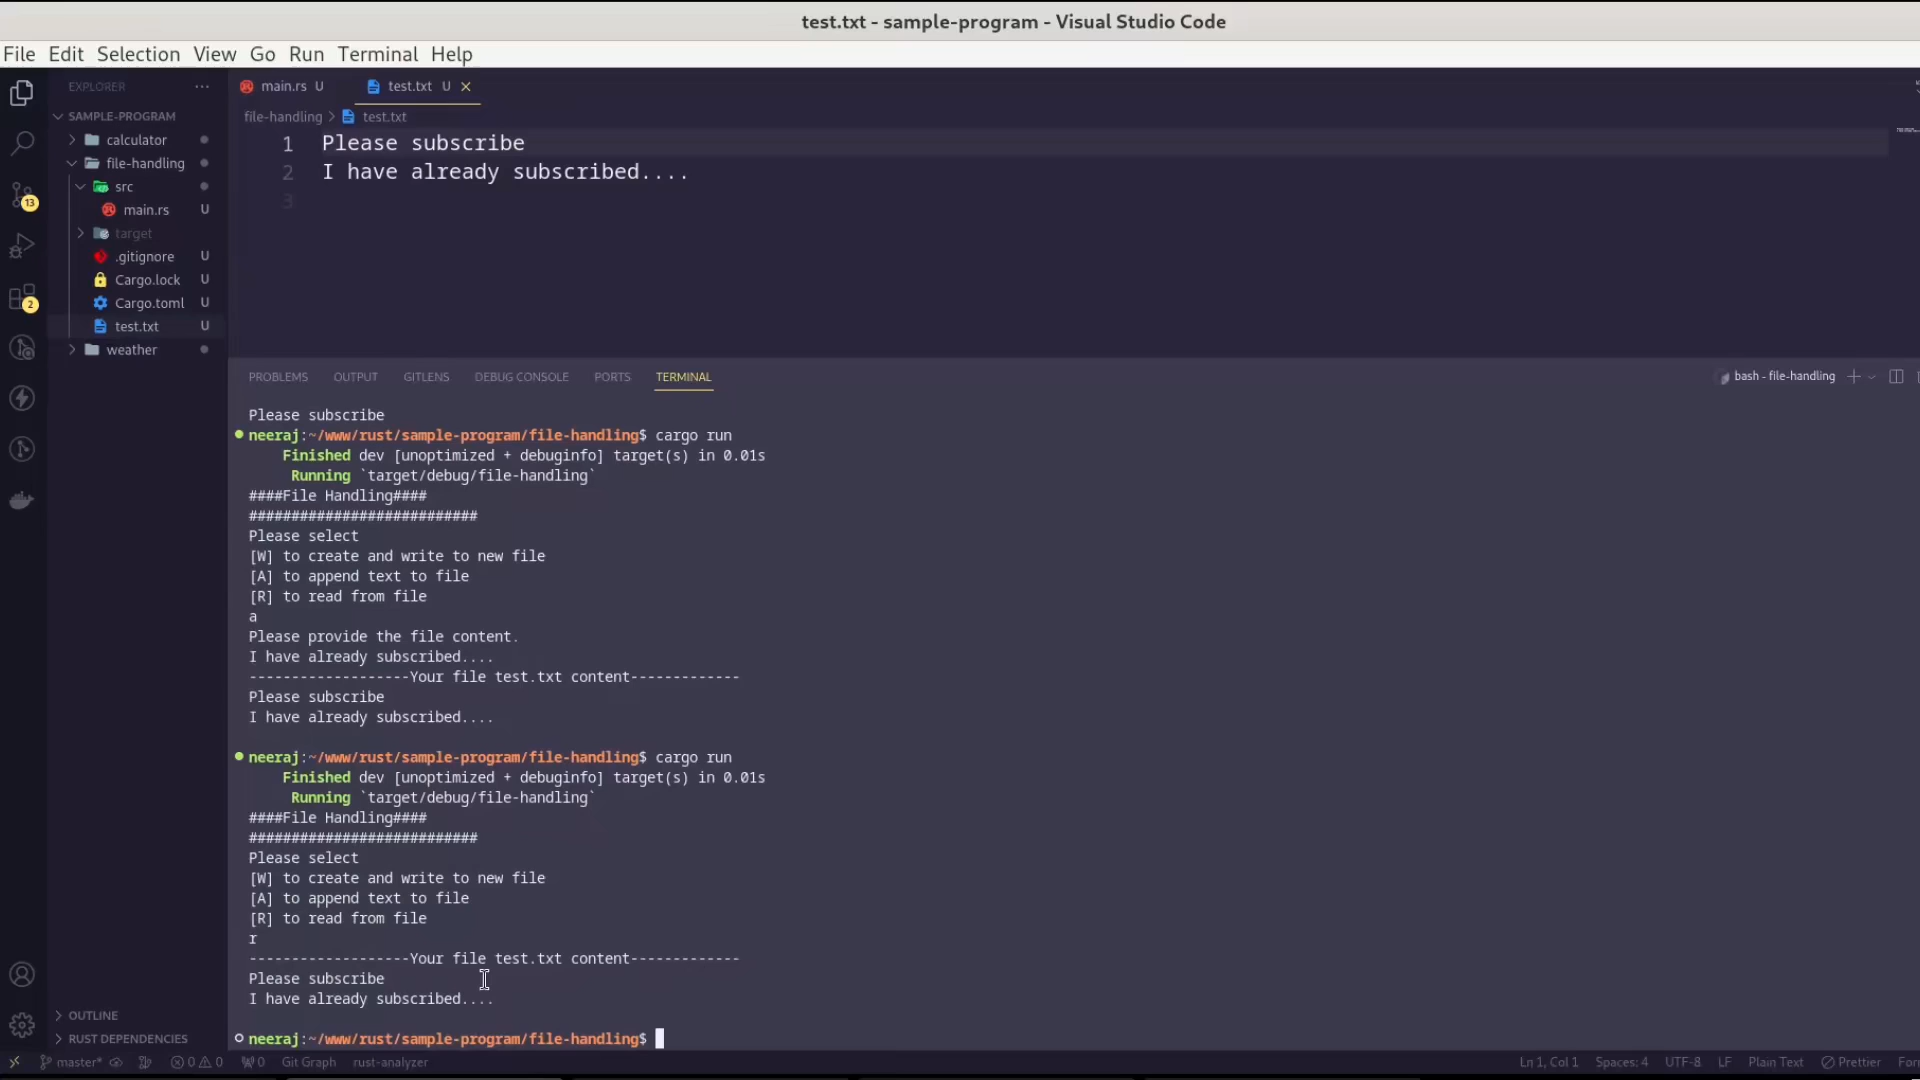 test.txt - sample-program - Visual Studio Code
File Edit Selection View Go Run Terminal Help
EXPLORER ···
main.rs U
test.txt U
SAMPLE-PROGRAM
file-handling > test.txt
calculator
file-handling
src
main.rs U
target
.gitignore U
Cargo.lock U
Cargo.toml U
test.txt U
weather
13
2
1 Please subscribe
2 I have already subscribed....
3
PROBLEMS OUTPUT GITLENS DEBUG CONSOLE PORTS TERMINAL
bash - file-handling
Please subscribe
neeraj:~/www/rust/sample-program/file-handling$ cargo run
Finished dev [unoptimized + debuginfo] target(s) in 0.01s
Running `target/debug/file-handling`
####File Handling####
###########################
Please select
[W] to create and write to new file
[A] to append text to file
[R] to read from file
a
Please provide the file content.
I have already subscribed....
-------------------Your file test.txt content-------------
Please subscribe
I have already subscribed....
neeraj:~/www/rust/sample-program/file-handling$ cargo run
Finished dev [unoptimized + debuginfo] target(s) in 0.01s
Running `target/debug/file-handling`
####File Handling####
###########################
Please select
[W] to create and write to new file
[A] to append text to file
[R] to read from file
r
-------------------Your file test.txt content-------------
Please subscribe
I have already subscribed....
neeraj:~/www/rust/sample-program/file-handling$
OUTLINE
RUST DEPENDENCIES
master* 0 0 0 Git Graph rust-analyzer
Ln 1, Col 1 Spaces: 4 UTF-8 LF Plain Text Prettier